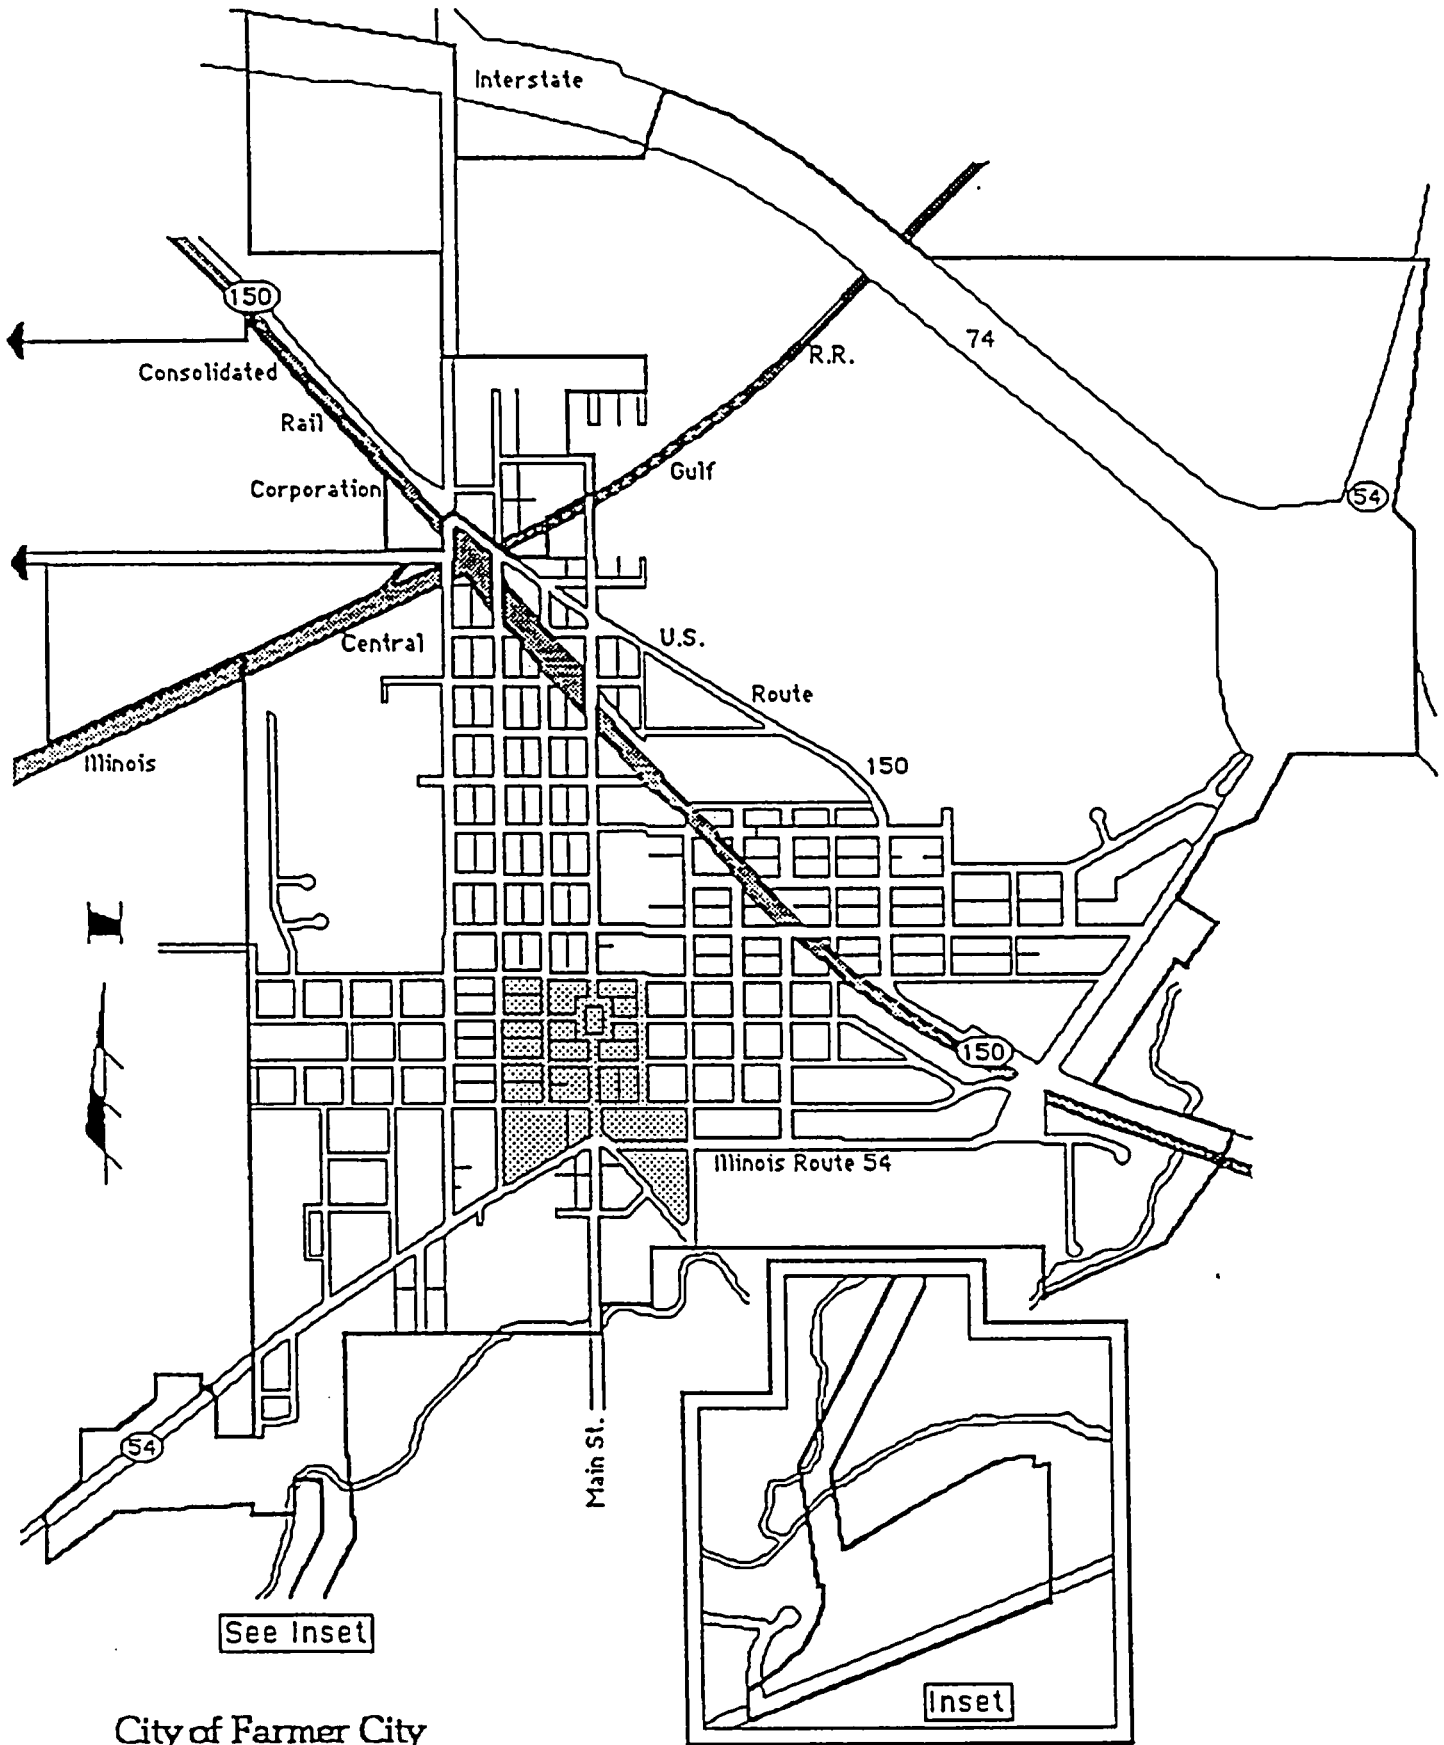 Interstate
150
74
R.R.
Consolidated
Rail
Gulf
Corporation
54
Central
U.S.
Route
Illinois
150
150
Illinois Route 54
54
Main St.
See Inset
Inset
City of Farmer City